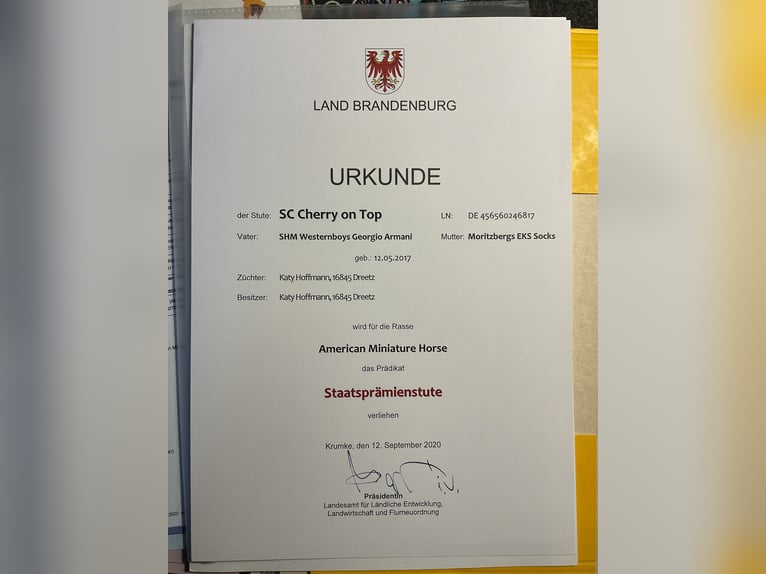 LAND BRANDENBURG
URKUNDE
der Stute: SC Cherry on Top LN: DE 456560246817
Vater: SHM Westernboys Georgio Armani Mutter: Moritzbergs EKS Socks
geb.: 12.05.2017
Züchter: Katy Hoffmann, 16845 Dreetz
Besitzer: Katy Hoffmann, 16845 Dreetz
wird für die Rasse
American Miniature Horse
das Prädikat
Staatsprämienstute
verliehen
Krumke, den 12. September 2020
i.V.
Präsidentin
Landesamt für Ländliche Entwicklung,
Landwirtschaft und Flurneuordnung